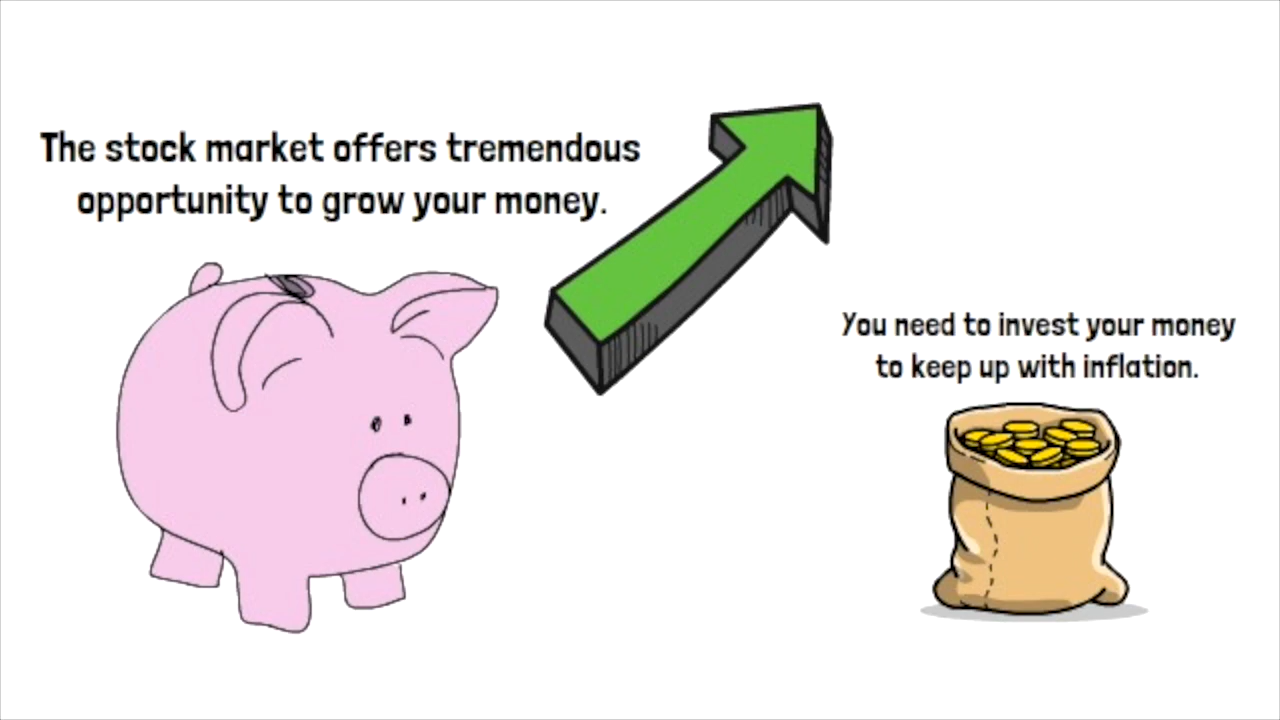 The stock market offers tremendous
opportunity to grow your money.
You need to invest your money
to keep up with inflation.